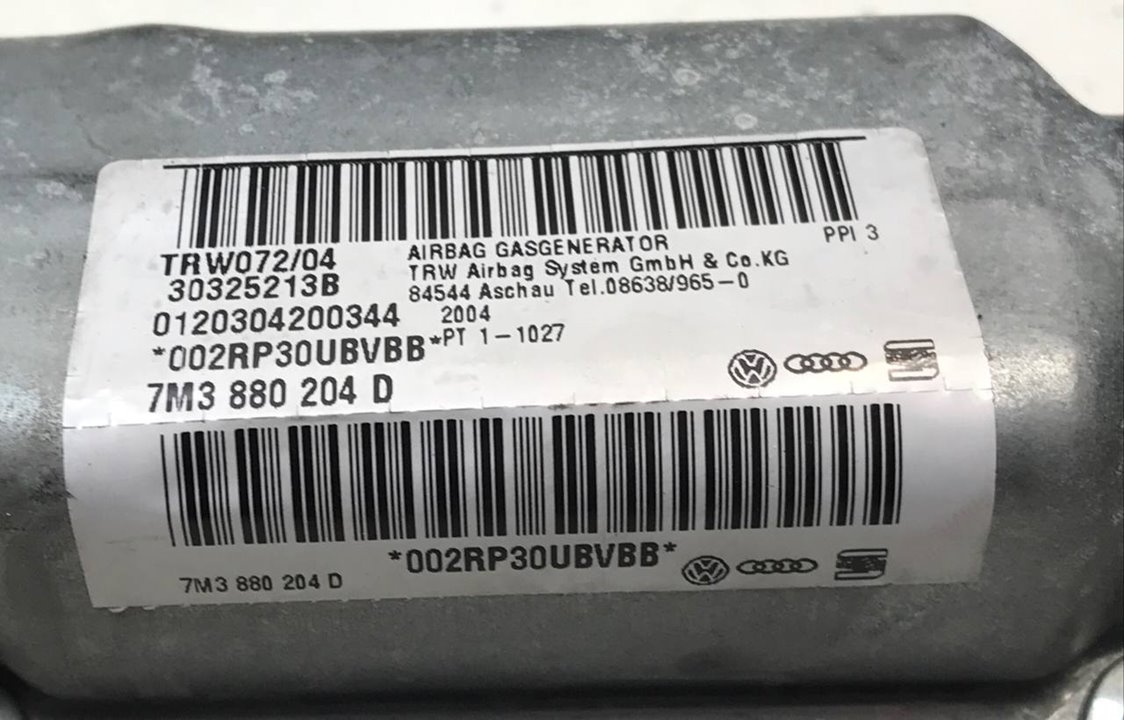 TRW072/04
30325213B
0120304200344
*002RP30UBVBB*
7M3 880 204 D
AIRBAG GASGENERATOR
TRW Airbag System GmbH & Co.KG
84544 Aschau Tel.08638/965-0
2004
PT 1-1027
PPI 3
*002RP30UBVBB*
7M3 880 204 D